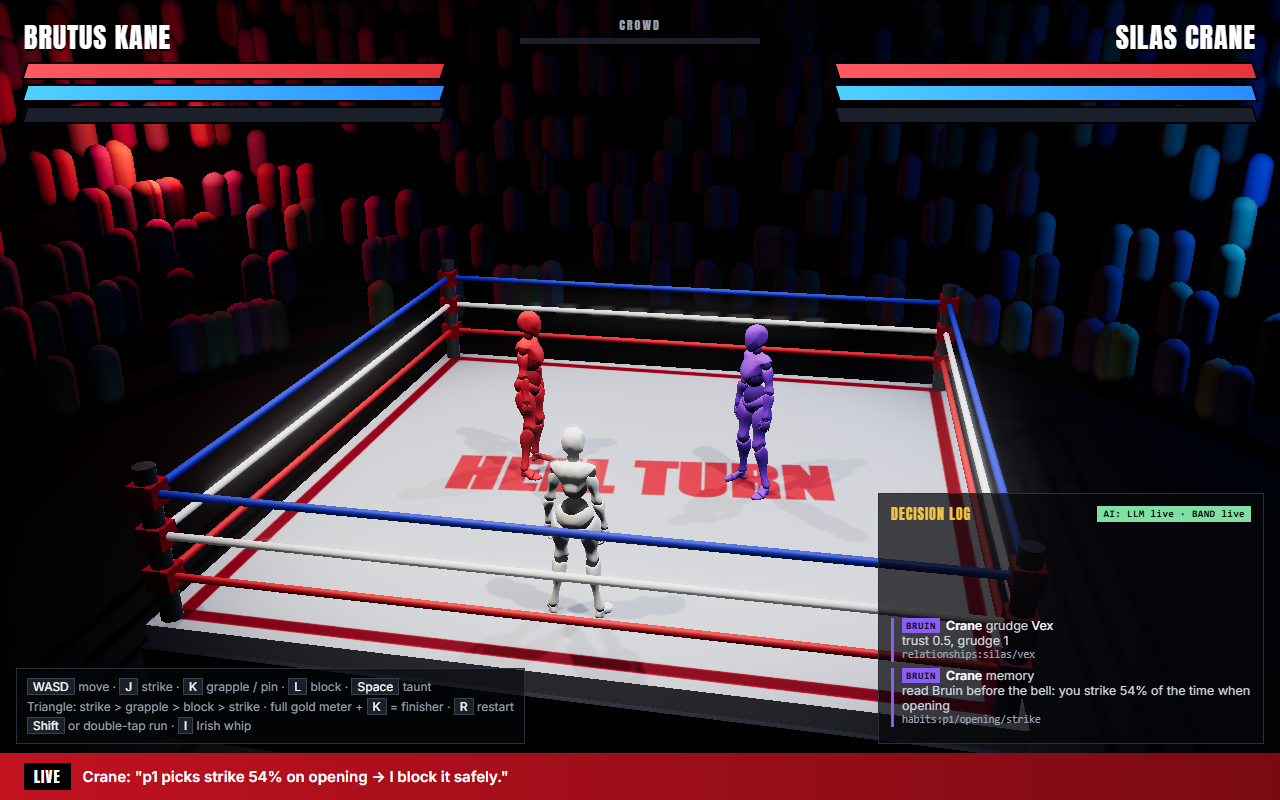 BRUTUS KANE
CROWD
SILAS CRANE
HEEL TURN
DECISION LOG
AI: LLM live · BAND live
BRUIN Crane grudge Vex
trust 0.5, grudge 1
relationships:silas/vex
BRUIN Crane memory
read Bruin before the bell: you strike 54% of the time when
opening
habits:p1/opening/strike
WASD move · J strike · K grapple / pin · L block · Space taunt
Triangle: strike > grapple > block > strike · full gold meter + K = finisher · R restart
Shift or double-tap run · I Irish whip
LIVE Crane: "p1 picks strike 54% on opening → I block it safely."